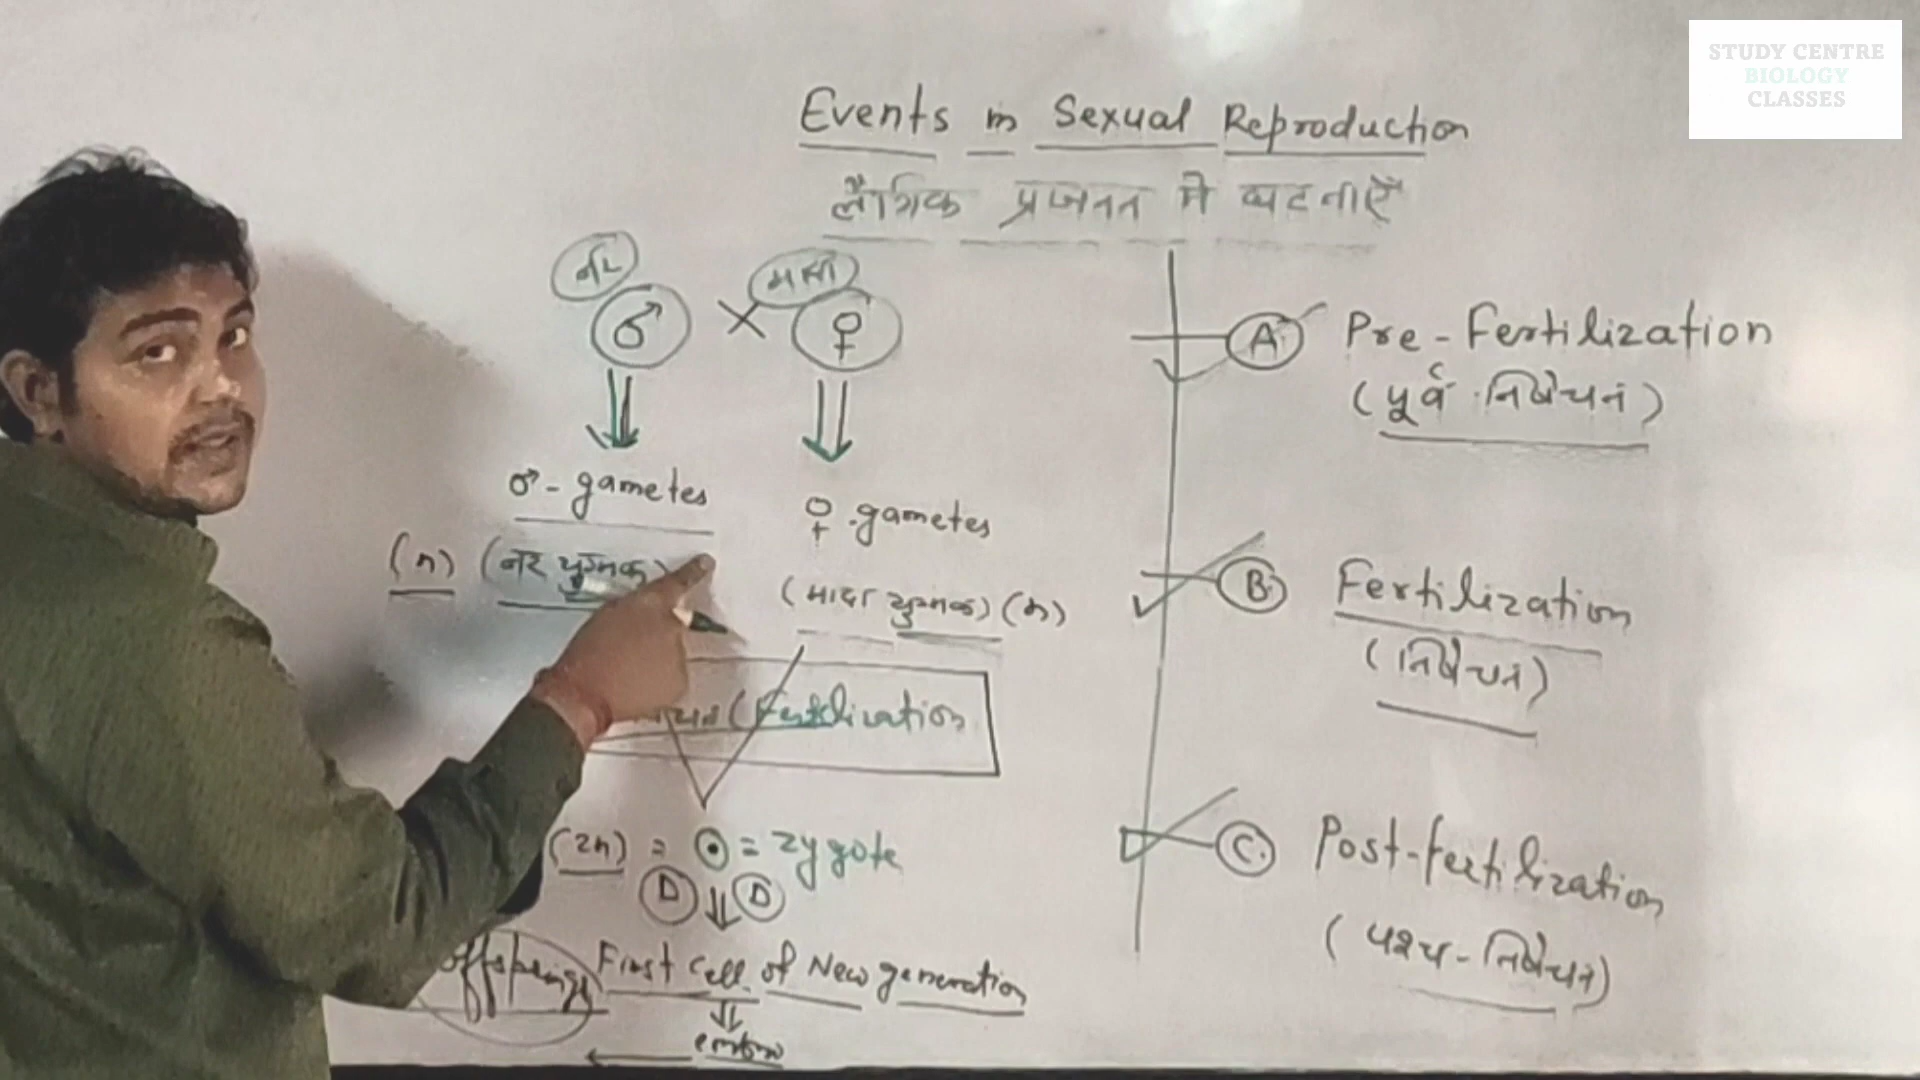 STUDY CENTRE
BIOLOGY
CLASSES
Events in Sexual Reproduction
लैंगिक प्रजनन में घटनाएँ
नर
♂ × ♀
♂ - gametes
♀ - gametes
(n) (नर युग्मक)
(मादा युग्मक) (n)
(Fertilization
(2n) = ⊙ = zygote
D D
offsprings First Cell of New generation
A Pre - Fertilization
(पूर्व - निषेचन)
B. Fertilization
(निषेचन)
C. Post-fertilization
(पश्च - निषेचन)